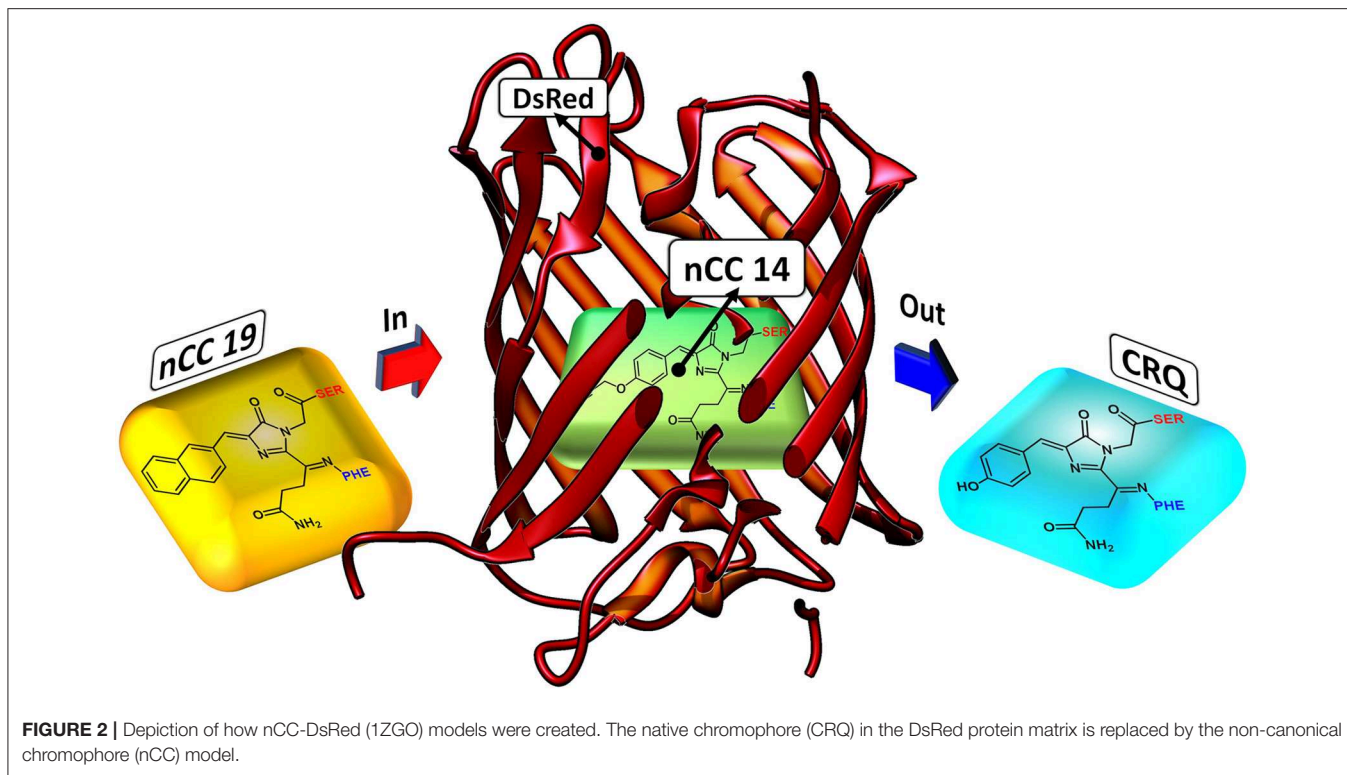 DsRed
nCC 14
In
Out
nCC 19
CRQ
O
SER
O
N
N
N
PHE
O
NH₂
O
SER
N
N
O
N
O
N
O
O
SER
N
N
HO
N
PHE
O
NH₂
FIGURE 2 | Depiction of how nCC-DsRed (1ZGO) models were created. The native chromophore (CRQ) in the DsRed protein matrix is replaced by the non-canonical
chromophore (nCC) model.